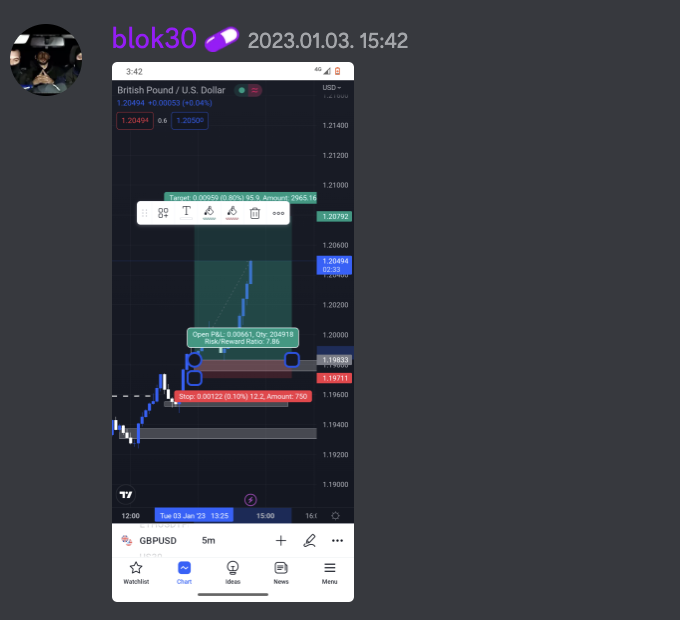 blok30 2023.01.03. 15:42
3:42
4G
British Pound / U.S. Dollar
USD
1.20494 +0.00053 (+0.04%)
1.20494 0.6 1.20500
1.21400
1.21200
1.21000
Target: 0.00959 (0.80%) 95.9, Amount: 2965.16
T
1.20792
1.20600
1.20494
02:33
1.20400
1.20200
Open P&L: 0.00661, Qty: 204918
Risk/Reward Ratio: 7.86
1.20000
1.19833
1.19711
Stop: 0.00122 (0.10%) 12.2, Amount: 750
1.19600
1.19400
1.19200
1.19000
12:00 Tue 03 Jan '23 13:25 15:00
GBPUSD 5m
Watchlist Chart Ideas News Menu